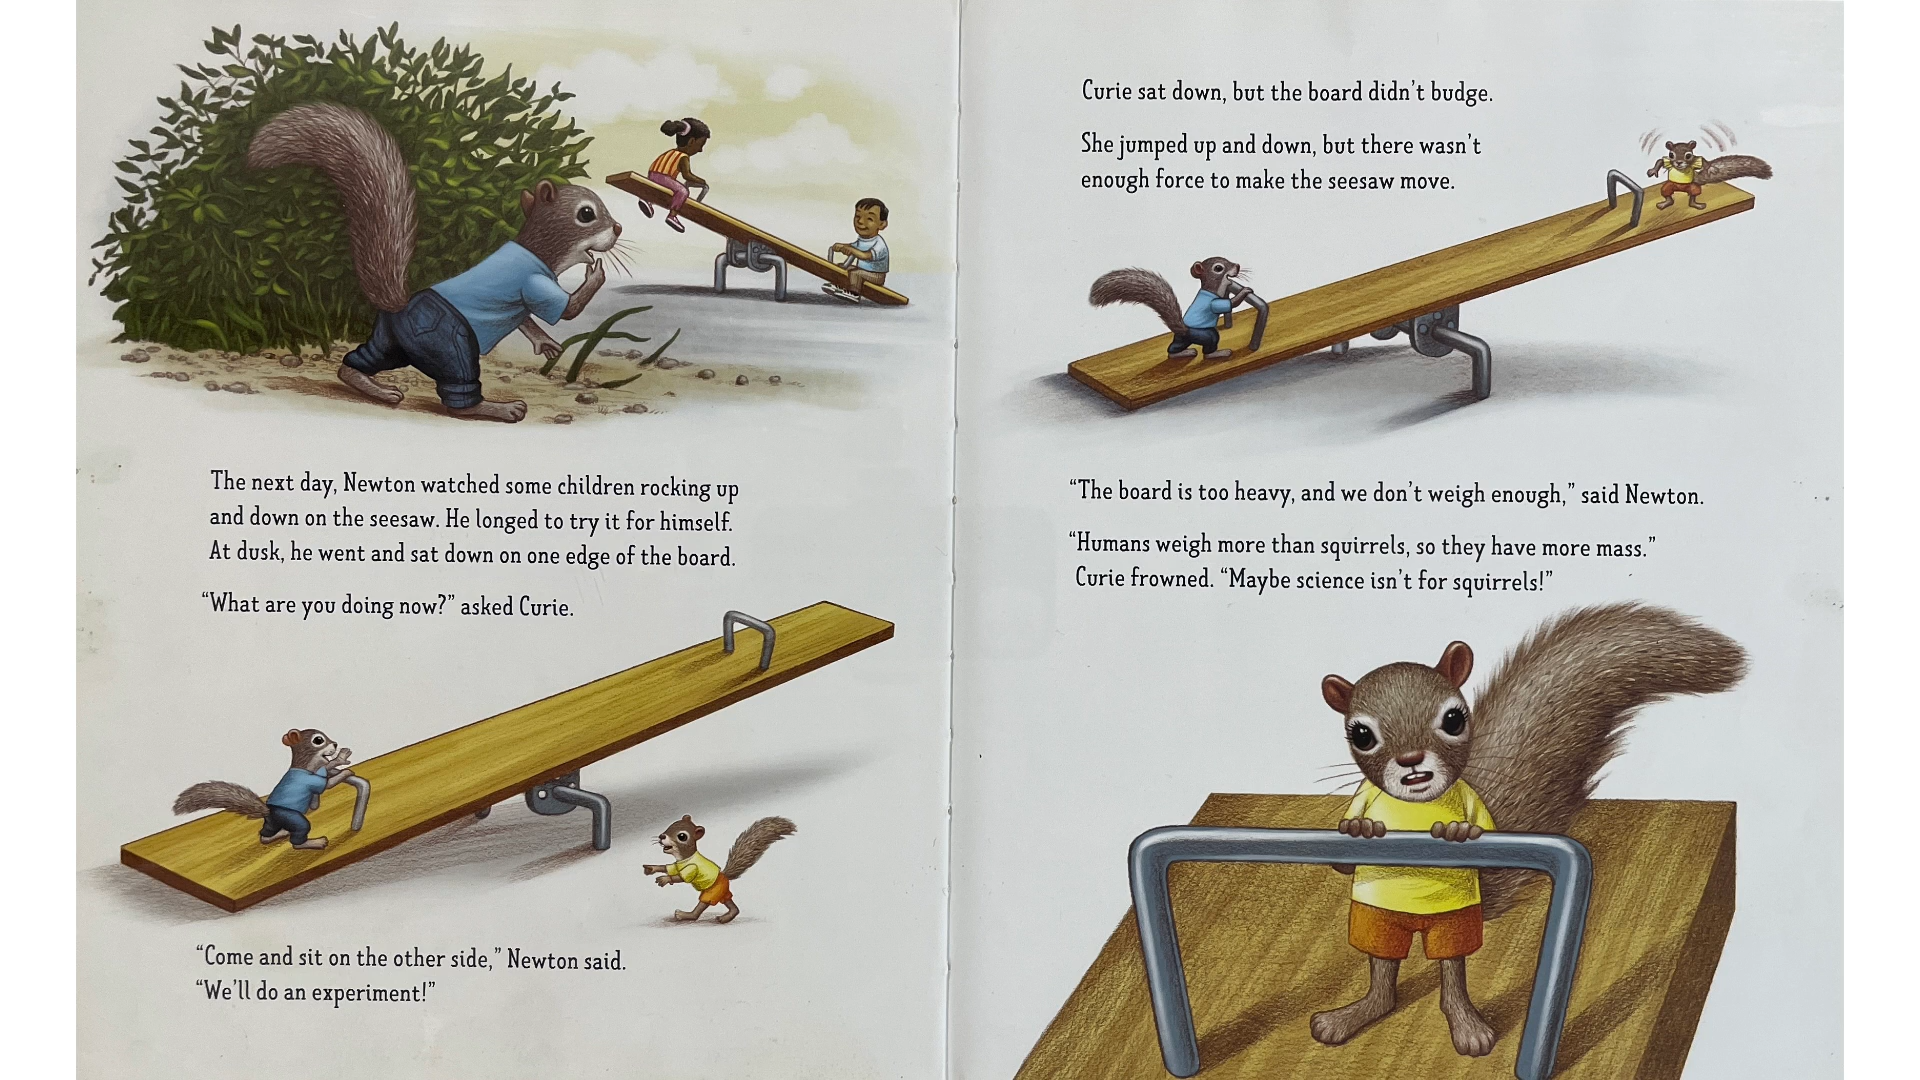 The next day, Newton watched some children rocking up
and down on the seesaw. He longed to try it for himself.
At dusk, he went and sat down on one edge of the board.
“What are you doing now?” asked Curie.
“Come and sit on the other side,” Newton said.
“We’ll do an experiment!”
Curie sat down, but the board didn’t budge.
She jumped up and down, but there wasn’t
enough force to make the seesaw move.
“The board is too heavy, and we don’t weigh enough,” said Newton.
“Humans weigh more than squirrels, so they have more mass.”
Curie frowned. “Maybe science isn’t for squirrels!”